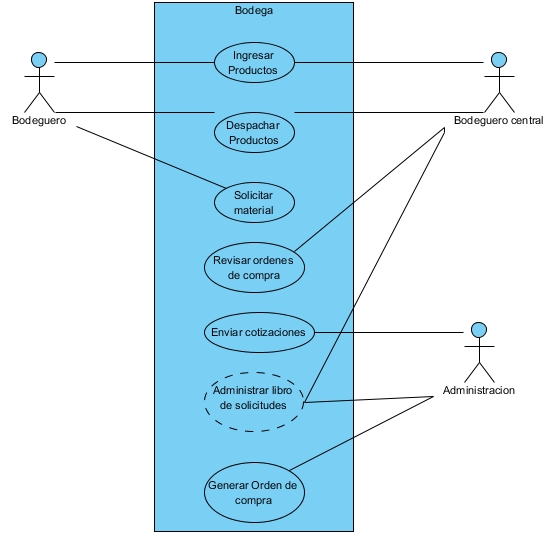 Bodega
Ingresar
Productos
Bodeguero
Bodeguero central
Despachar
Productos
Solicitar
material
Revisar ordenes
de compra
Enviar cotizaciones
Administracion
Administrar libro
de solicitudes
Generar Orden de
compra